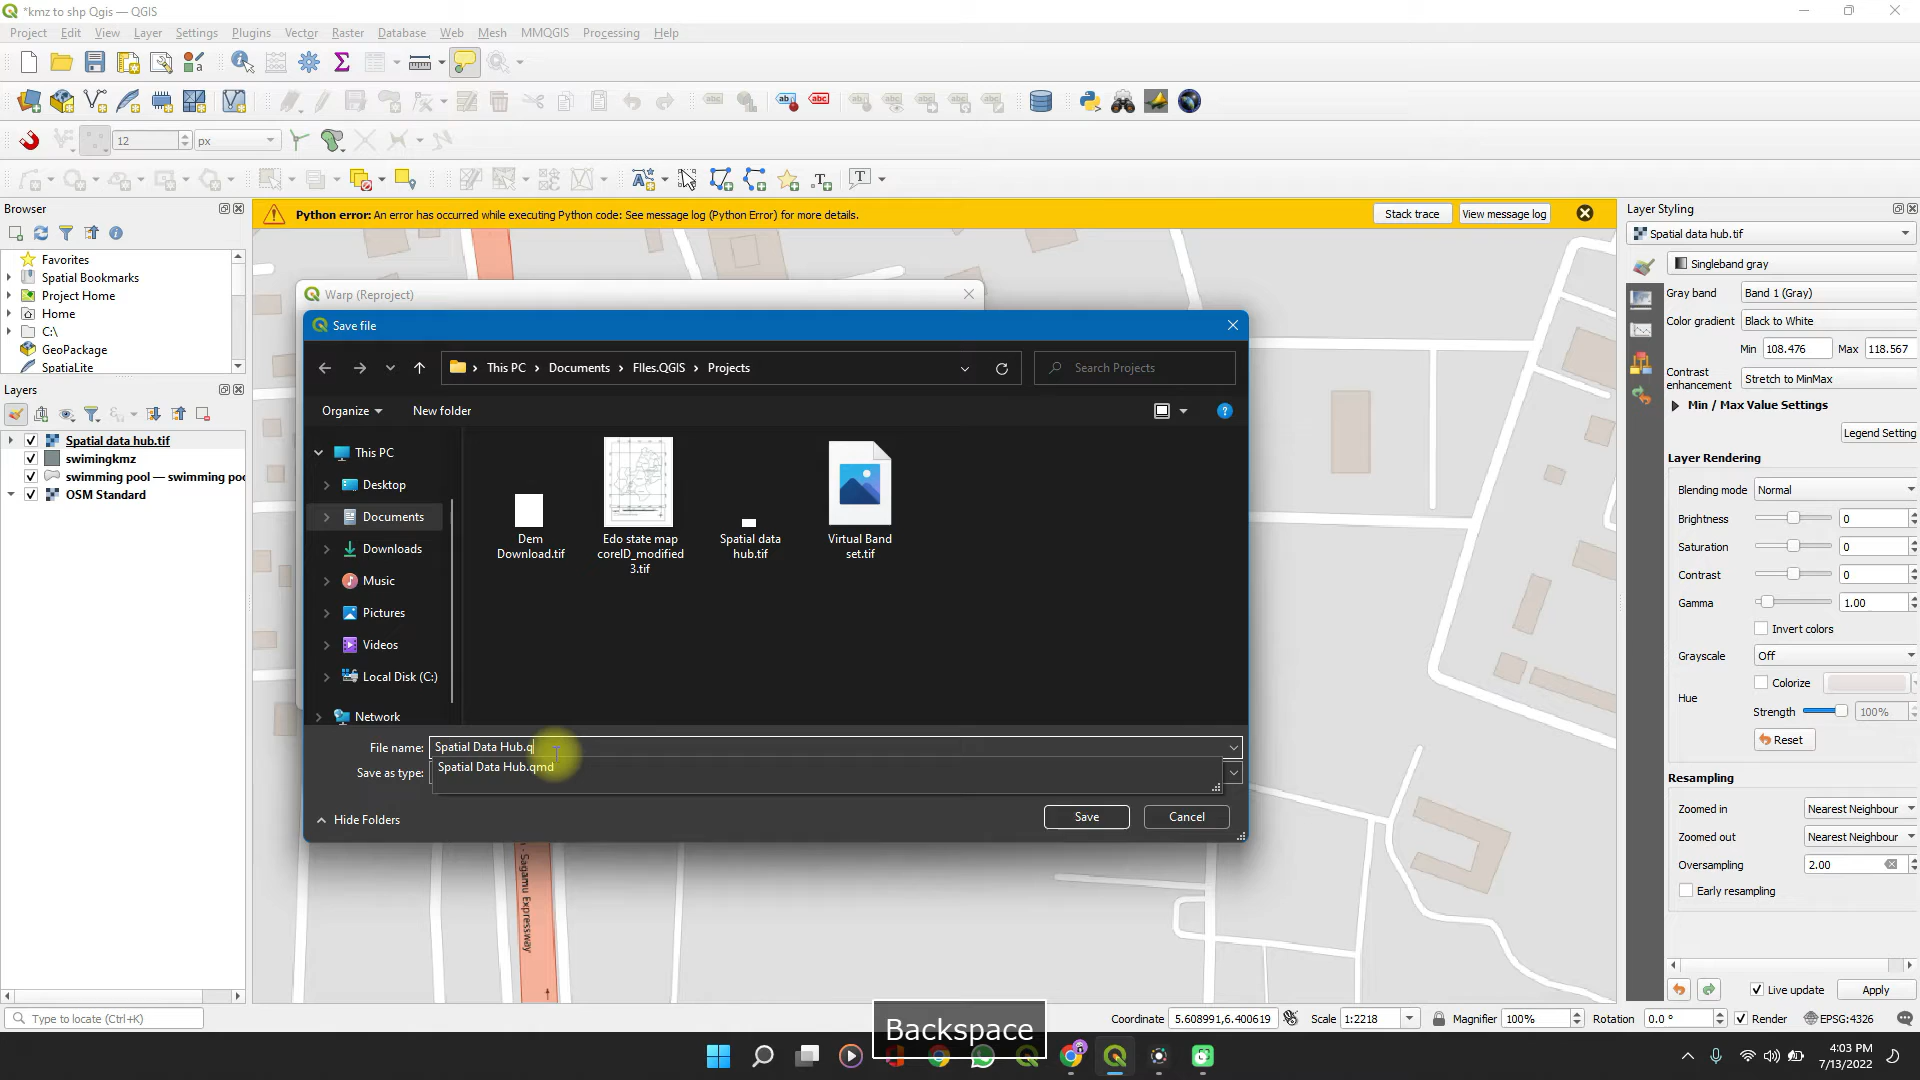 *kmz to shp Qgis — QGIS
Project Edit View Layer Settings Plugins Vector Raster Database Web Mesh MMQGIS Processing Help
abc abc
12 px
Browser
Python error: An error has occurred while executing Python code: See message log (Python Error) for more details. Stack trace View message log
Layer Styling
Spatial data hub.tif
Favorites
Spatial Bookmarks
Project Home
Home
C:\
GeoPackage
SpatiaLite
Singleband gray
Gray band Band 1 (Gray)
Color gradient Black to White
Min 108.476 Max 118.567
Contrast
enhancement Stretch to MinMax
Min / Max Value Settings
Legend Setting
Layers
Spatial data hub.tif
swimingkmz
swimming pool — swimming poo
OSM Standard
Warp (Reproject)
Save file
This PC Documents FIles.QGIS Projects
Search Projects
Organize New folder
This PC
Desktop
Documents
Downloads
Music
Pictures
Videos
Local Disk (C:)
Network
Dem
Download.tif
Edo state map
corelD_modified
3.tif
Spatial data
hub.tif
Virtual Band
set.tif
File name: Spatial Data Hub.q
Spatial Data Hub.qmd
Save as type:
Hide Folders
Save Cancel
Layer Rendering
Blending mode Normal
Brightness 0
Saturation 0
Contrast 0
Gamma 1.00
Invert colors
Grayscale Off
Colorize
Hue
Strength 100%
Reset
Resampling
Zoomed in Nearest Neighbour
Zoomed out Nearest Neighbour
Oversampling 2.00
Early resampling
Live update Apply
- Sagamu Expressway
Type to locate (Ctrl+K)
Coordinate 5.608991,6.400619 Scale 1:2218 Magnifier 100% Rotation 0.0 ° Render EPSG:4326
Backspace
4:03 PM
7/13/2022